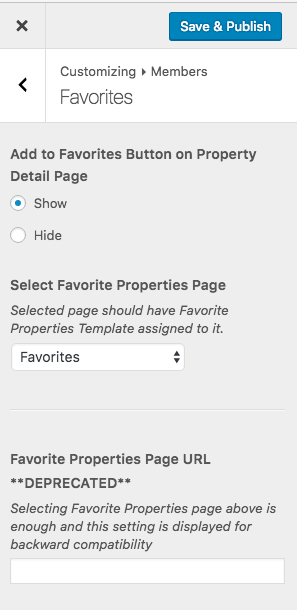 Save & Publish
Customizing ▸ Members
Favorites
Add to Favorites Button on Property
Detail Page
Show
Hide
Select Favorite Properties Page
Selected page should have Favorite
Properties Template assigned to it.
Favorites
Favorite Properties Page URL
**DEPRECATED**
Selecting Favorite Properties page above is
enough and this setting is displayed for
backward compatibility